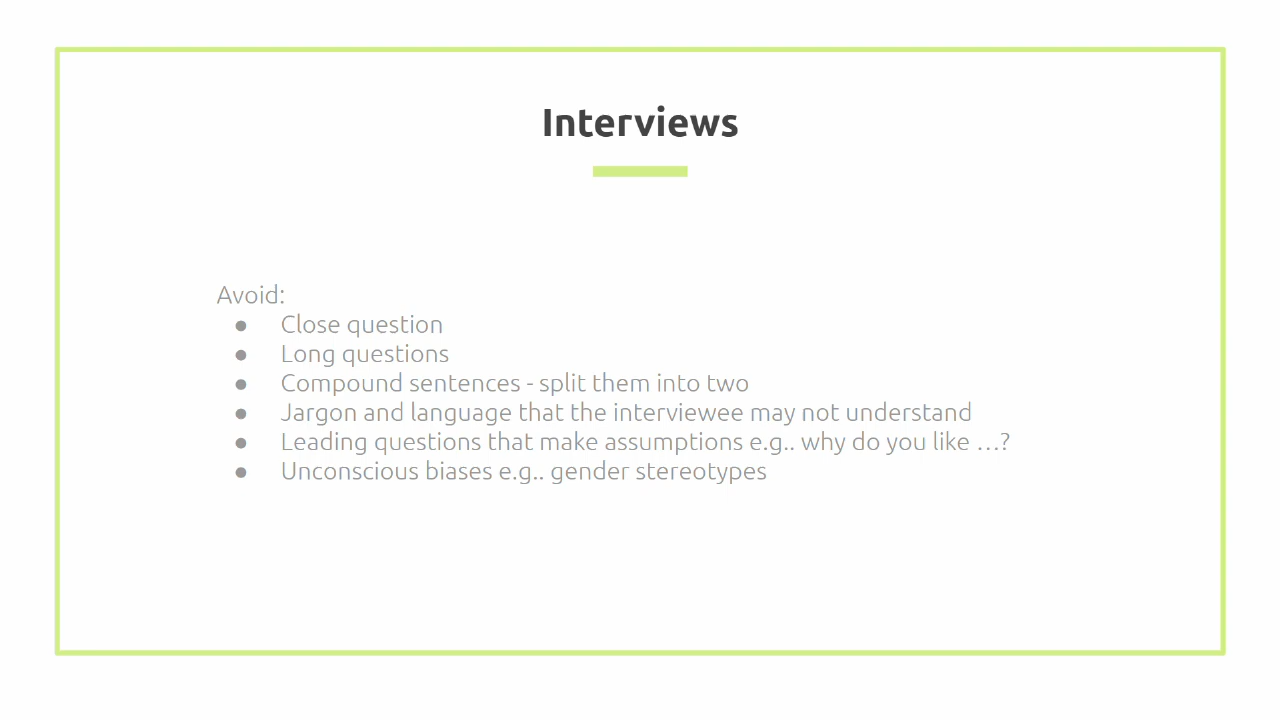 Interviews
Avoid:
● Close question
● Long questions
● Compound sentences - split them into two
● Jargon and language that the interviewee may not understand
● Leading questions that make assumptions e.g.. why do you like …?
● Unconscious biases e.g.. gender stereotypes